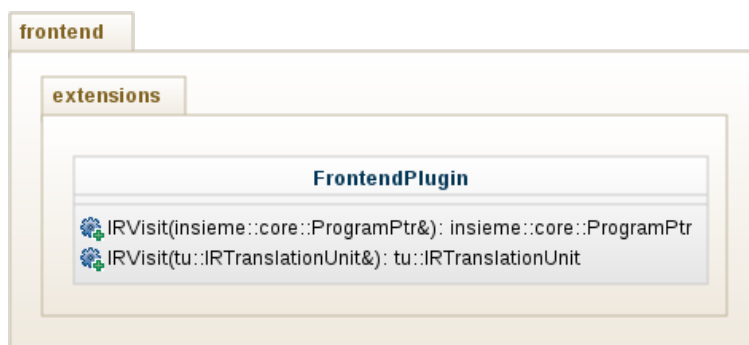 frontend
extensions
FrontendPlugin
IRVisit(insieme::core::ProgramPtr&): insieme::core::ProgramPtr
IRVisit(tu::IRTranslationUnit&): tu::IRTranslationUnit